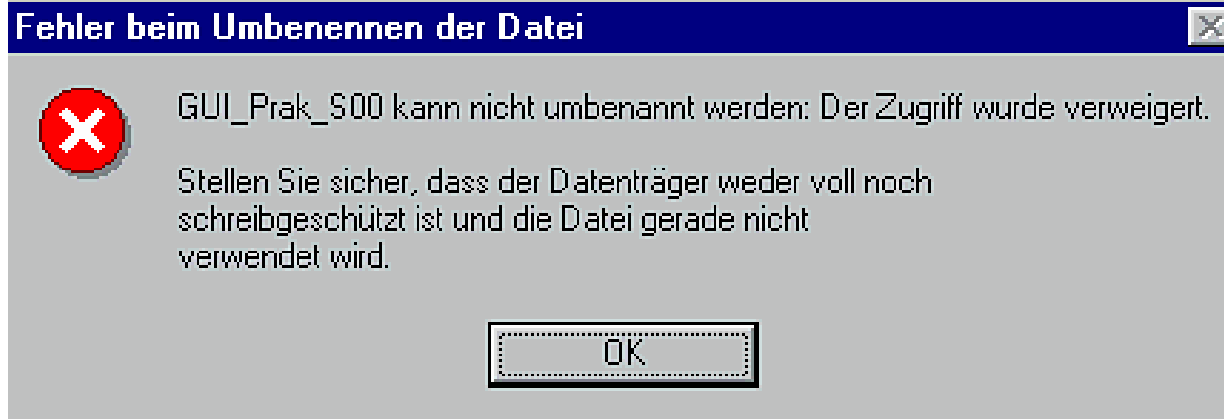 Fehler beim Umbenennen der Datei
GUI_Prak_S00 kann nicht umbenannt werden: Der Zugriff wurde verweigert.
Stellen Sie sicher, dass der Datenträger weder voll noch
schreibgeschützt ist und die Datei gerade nicht
verwendet wird.
OK